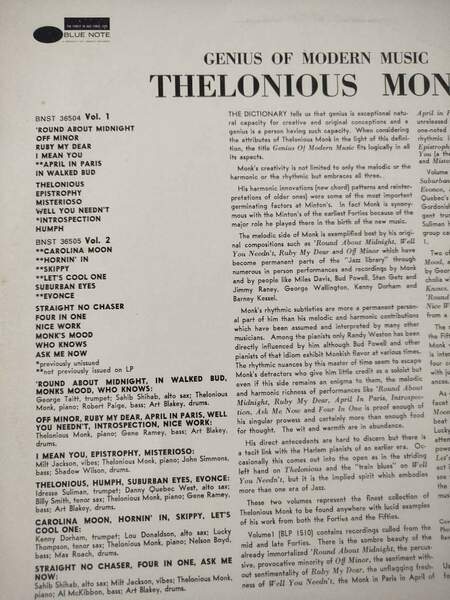 THE FINEST IN JAZZ SINCE 1939
BLUE NOTE
GENIUS OF MODERN MUSIC
THELONIOUS MON
BNST 36504 Vol. 1
'ROUND ABOUT MIDNIGHT
OFF MINOR
RUBY MY DEAR
I MEAN YOU
**APRIL IN PARIS
IN WALKED BUD
THELONIOUS
EPISTROPHY
MISTERIOSO
WELL YOU NEEDN'T
*INTROSPECTION
HUMPH
BNST 36505 Vol. 2
**CAROLINA MOON
**HORNIN' IN
**SKIPPY
**LET'S COOL ONE
SUBURBAN EYES
**EVONCE
STRAIGHT NO CHASER
FOUR IN ONE
NICE WORK
MONK'S MOOD
WHO KNOWS
ASK ME NOW
*previously unissued
**not previously issued on LP
'ROUND ABOUT MIDNIGHT, IN WALKED BUD,
MONKS MOOD, WHO KNOWS:
George Taitt, trumpet; Sahib Shihab, alto sax; Thelonious
Monk, piano; Robert Paige, bass; Art Blakey, drums.
OFF MINOR, RUBY MY DEAR, APRIL IN PARIS, WELL
YOU NEEDN'T, INTROSPECTION, NICE WORK:
Thelonious Monk, piano; Gene Ramey, bass; Art Blakey,
drums.
I MEAN YOU, EPISTROPHY, MISTERIOSO:
Milt Jackson, vibes; Thelonious Monk, piano; John Simmons,
bass; Shadow Wilson, drums.
THELONIOUS, HUMPH, SUBURBAN EYES, EVONCE:
Idresse Suliman, trumpet; Danny Quebec West, alto sax;
Billy Smith, tenor sax; Thelonious Monk, piano; Gene Ramey,
bass; Art Blakey, drums.
CAROLINA MOON, HORNIN' IN, SKIPPY, LET'S
COOL ONE:
Kenny Dorham, trumpet; Lou Donaldson, alto sax; Lucky
Thompson, tenor sax; Thelonious Monk, piano; Nelson Boyd,
bass; Max Roach, drums.
STRAIGHT NO CHASER, FOUR IN ONE, ASK ME
NOW:
Sahib Shihab, alto sax; Milt Jackson, vibes; Thelonious Monk,
piano; Al McKibbon, bass; Art Blakey, drums.
THE DICTIONARY tells us that genius is exceptional natu-
ral capacity for creative and original conceptions and a
genius is a person having such capacity. When considering
the attributes of Thelonious Monk in the light of this defini-
tion, the title Genius Of Modern Music fits logically in all
its aspects.
Monk's creativity is not limited to only the melodic or the
harmonic or the rhythmic but embraces all three.
His harmonic innovations (new chord) patterns and reinter-
pretations of older ones) were some of the most important
germinating factors at Minton's. In fact Monk is synony-
mous with the Minton's of the earliest Forties because of the
major role he played there in the birth of the new music.
The melodic side of Monk is exemplified best by his origi-
nal compositions such as 'Round About Midnight, Well
You Needn't, Ruby My Dear and Off Minor which have
become permanent parts of the "Jazz library" through
numerous in person performances and recordings by Monk
and by people like Miles Davis, Bud Powell, Stan Getz and
Jimmy Raney, George Wallington, Kenny Dorham and
Barney Kessel.
Monk's rhythmic subtleties are more a permanent person-
al part of him than his melodic and harmonic contributions
which have been assumed and interpreted by many other
musicians. Among the pianists only Randy Weston has been
directly influenced by him although Bud Powell and other
pianists of that idiom exhibit Monkish flavor at various times.
The rhythmic nuances by this master of time seem to escape
Monk's detractors who give him little credit as a soloist but
even if this side remains an enigma to them, the melodic
and harmonic richness of performances like 'Round About
Midnight, Ruby My Dear, April In Paris, Introspec-
tion, Ask Me Now and Four In One is proof enough of
his singular prowess and certainly more than enough food
for thought. The wit and warmth are in abundance.
His direct antecedents are hard to discern but there is
a tacit link with the Harlem pianists of an earlier era. Oc-
casionally this comes out into the open as in the striding
left hand on Thelonious and the "train blues" on Well
You Needn't, but it is the implied spirit which embodies
more than one era of Jazz.
These two volumes represent the finest collection of
Thelonious Monk to be found anywhere with lucid examples
of his work from both the Forties and the Fifties.
Volume 1 (BLP 1510) contains recordings culled from the
mid and late Forties. There is the sombre beauty of the
already immortalized 'Round About Midnight, the percus-
sive, provocative minority of Off Minor, the sentiment with-
out sentimentality of Ruby My Dear, the unflagging fresh-
ness of Well You Needn't, the Monk in Paris of April in